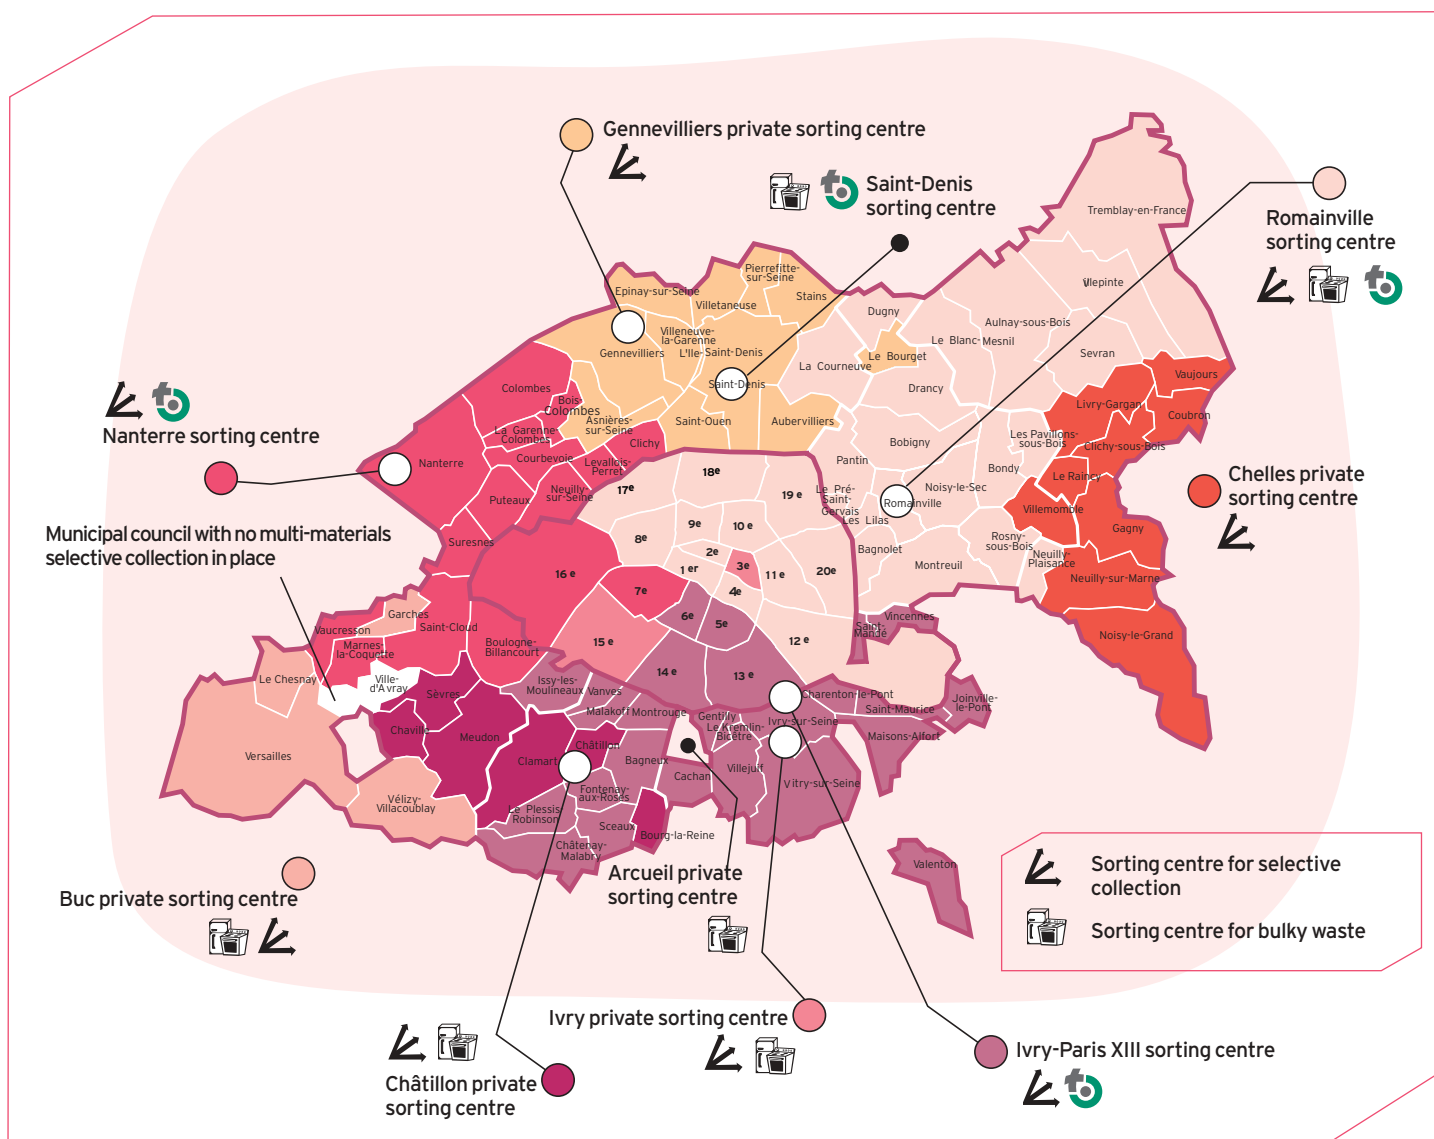 Gennevilliers private sorting centre
Saint-Denis
sorting centre
Romainville
sorting centre
Nanterre sorting centre
Municipal council with no multi-materials
selective collection in place
Chelles private
sorting centre
Buc private sorting centre
Arcueil private
sorting centre
Ivry private sorting centre
Châtillon private
sorting centre
Ivry-Paris XIII sorting centre
Sorting centre for selective
collection
Sorting centre for bulky waste
Tremblay-en-France
Villepinte
Aulnay-sous-Bois
Le Blanc-Mesnil
Sevran
Vaujours
Coubron
Livry-Gargan
Clichy-sous-Bois
Le Raincy
Villemomble
Gagny
Neuilly-sur-Marne
Noisy-le-Grand
Neuilly-
Plaisance
Rosny-
sous-Bois
Les Pavillons-
sous-Bois
Bondy
Noisy-le-Sec
Romainville
Montreuil
Bagnolet
Les Lilas
Le Pré-
Saint-
Gervais
Pantin
Bobigny
Drancy
Le Bourget
Dugny
La Courneuve
Stains
Pierrefitte-
sur-Seine
Villetaneuse
Epinay-sur-Seine
Villeneuve-
la-Garenne
L'Ile-Saint-Denis
Gennevilliers
Saint-Denis
Saint-Ouen
Aubervilliers
Asnières-
sur-Seine
Colombes
Bois-
Colombes
La Garenne-
Colombes
Courbevoie
Clichy
Levallois-
Perret
Neuilly-
sur-Seine
Nanterre
Puteaux
Suresnes
Garches
Vaucresson
Marnes-
la-Coquette
Saint-Cloud
Boulogne-
Billancourt
Ville-
d'Avray
Le Chesnay
Versailles
Sèvres
Chaville
Meudon
Vélizy-
Villacoublay
Issy-les-
Moulineaux
Vanves
Malakoff
Montrouge
Châtillon
Clamart
Bagneux
Fontenay-
aux-Roses
Le Plessis
Robinson
Sceaux
Châtenay-
Malabry
Bourg-la-Reine
Cachan
Gentilly
Le Kremlin-
Bicêtre
Villejuif
Ivry-sur-Seine
Vitry-sur-Seine
Charenton-le-Pont
Saint-Maurice
Joinville-
le-Pont
Maisons-Alfort
Saint-
Mandé
Vincennes
Valenton
1 er
2e
3e
4e
5e
6e
7e
8e
9e
10 e
11 e
12 e
13 e
14 e
15 e
16 e
17e
18e
19 e
20e